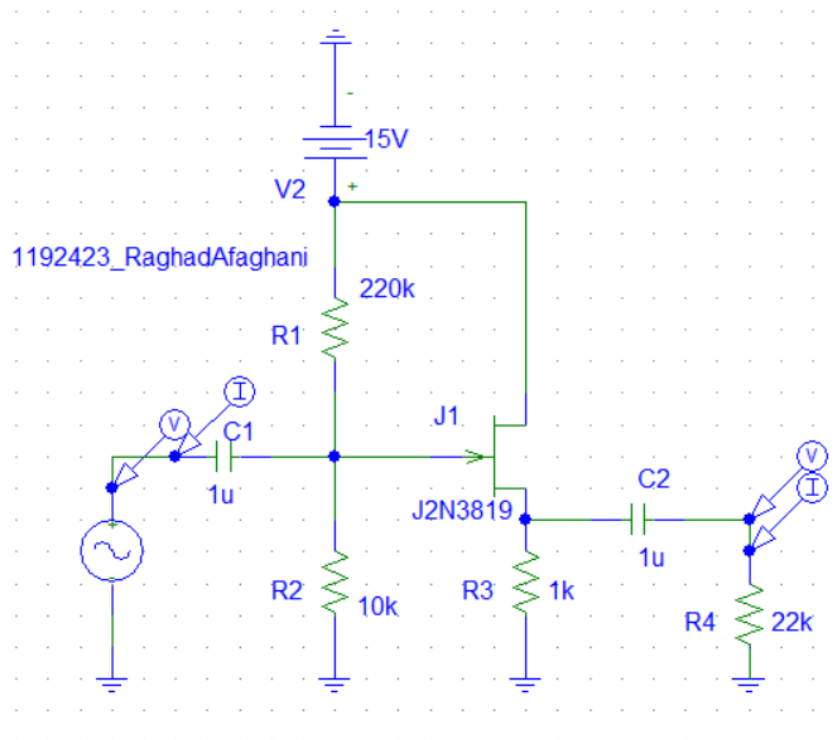 -
15V
V2
+
1192423_RaghadAfaghani
220k
R1
I
V
C1
J1
1u
+
J2N3819
C2
V
I
1u
R2
10k
R3
1k
R4
22k